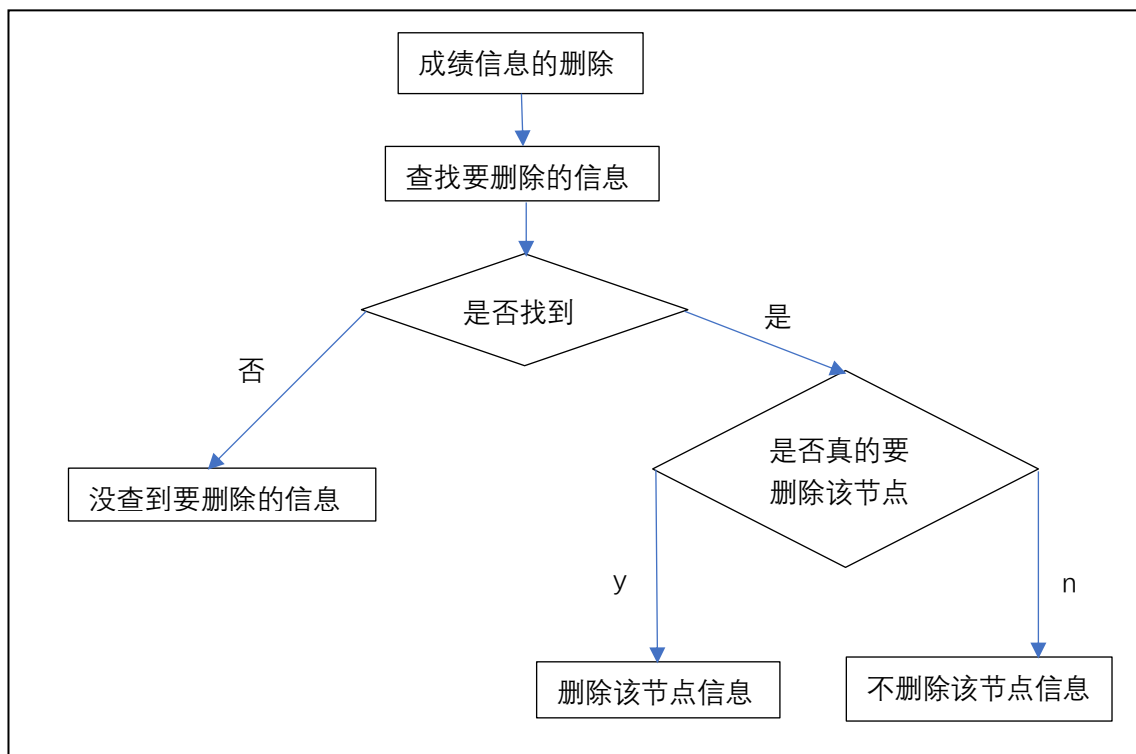 成绩信息的删除
查找要删除的信息
是否找到
是
否
是否真的要
删除该节点
没查到要删除的信息
y
n
删除该节点信息
不删除该节点信息